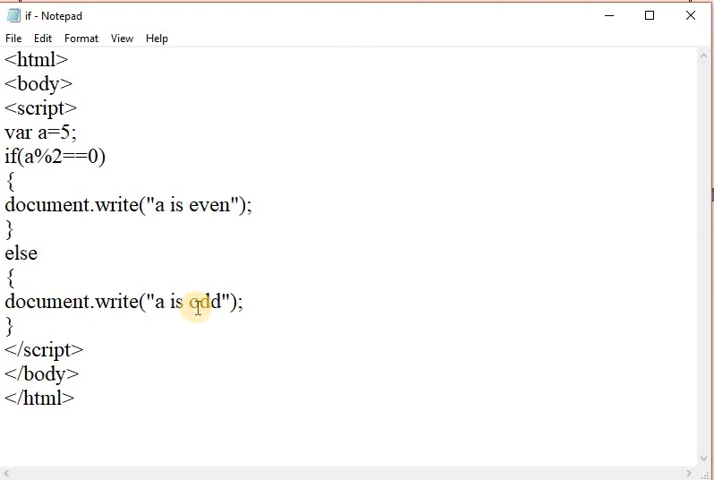 if - Notepad
File Edit Format View Help
<html>
<body>
<script>
var a=5;
if(a%2==0)
{
document.write("a is even");
}
else
{
document.write("a is odd");
}
</script>
</body>
</html>